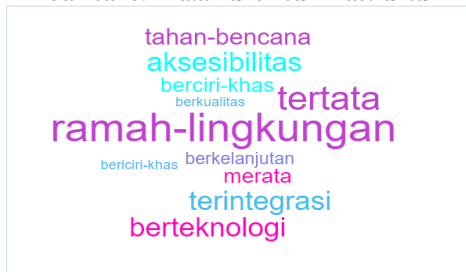 tahan-bencana
aksesibilitas
berciri-khas
berkualitas
tertata
ramah-lingkungan
bericiri-khas
berkelanjutan
merata
terintegrasi
berteknologi